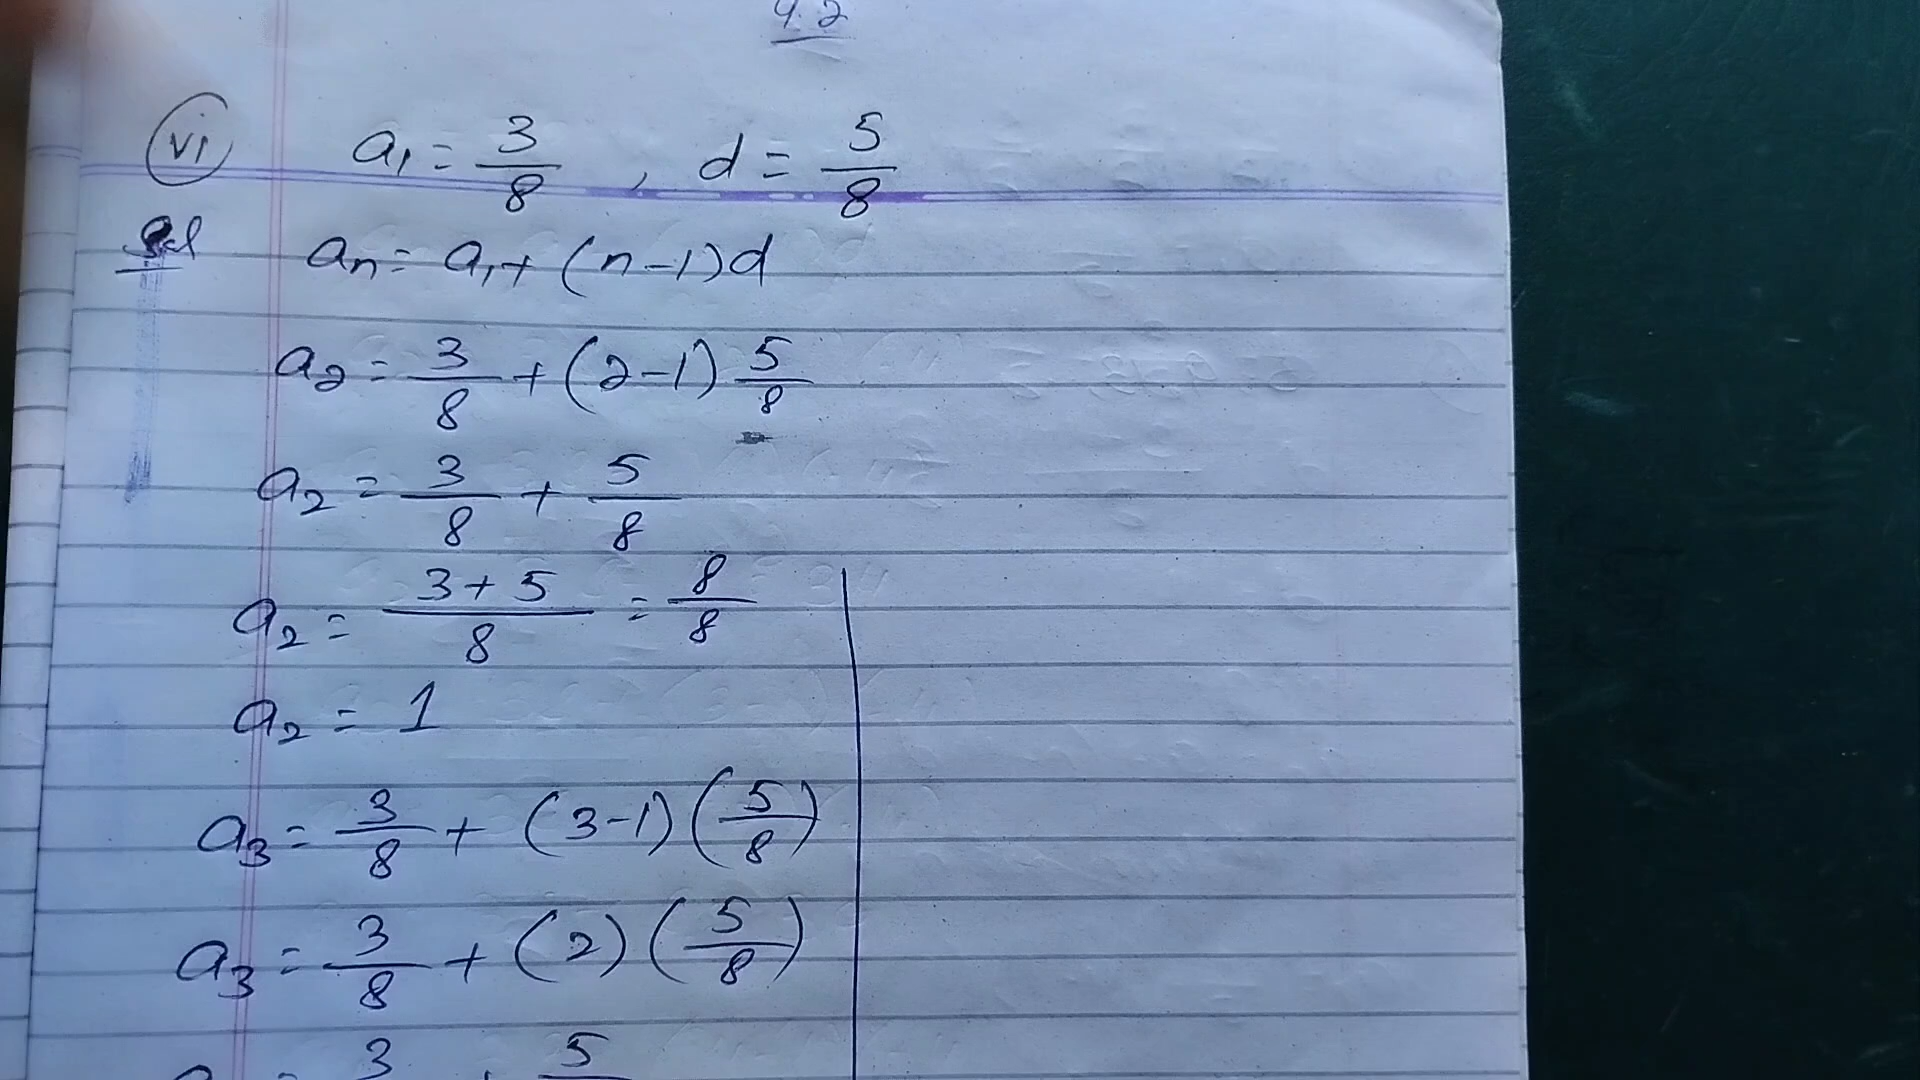 4.2
(vi) a₁ = 3/8 , d = 5/8
Sol aₙ = a₁ + (n-1)d
a₂ = 3/8 + (2-1) 5/8
a₂ = 3/8 + 5/8
a₂ = (3+5)/8 = 8/8
a₂ = 1
a₃ = 3/8 + (3-1)(5/8)
a₃ = 3/8 + (2)(5/8)
3 5